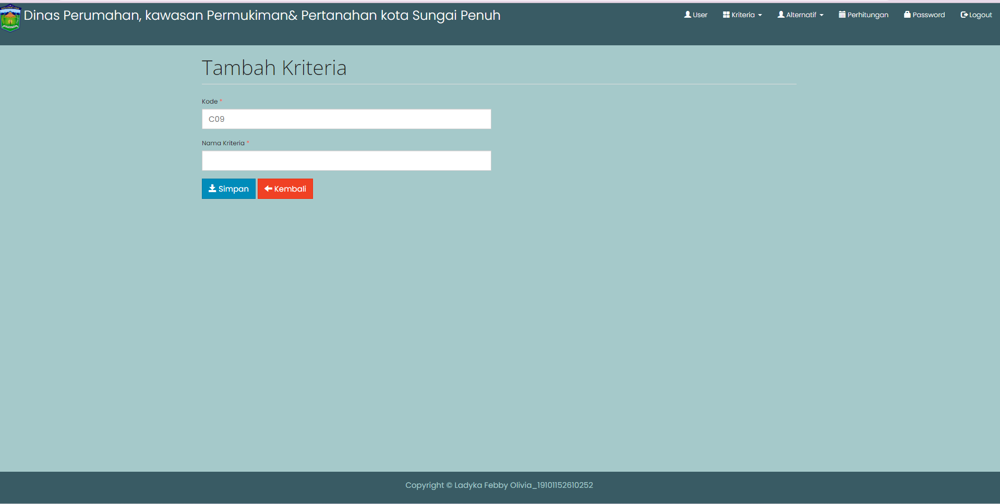 Dinas Perumahan, kawasan Permukiman& Pertanahan kota Sungai Penuh
User Kriteria Alternatif Perhitungan Password Logout
Tambah Kriteria
Kode *
C09
Nama Kriteria *
Simpan Kembali
Copyright © Ladyka Febby Olivia_19101152610252